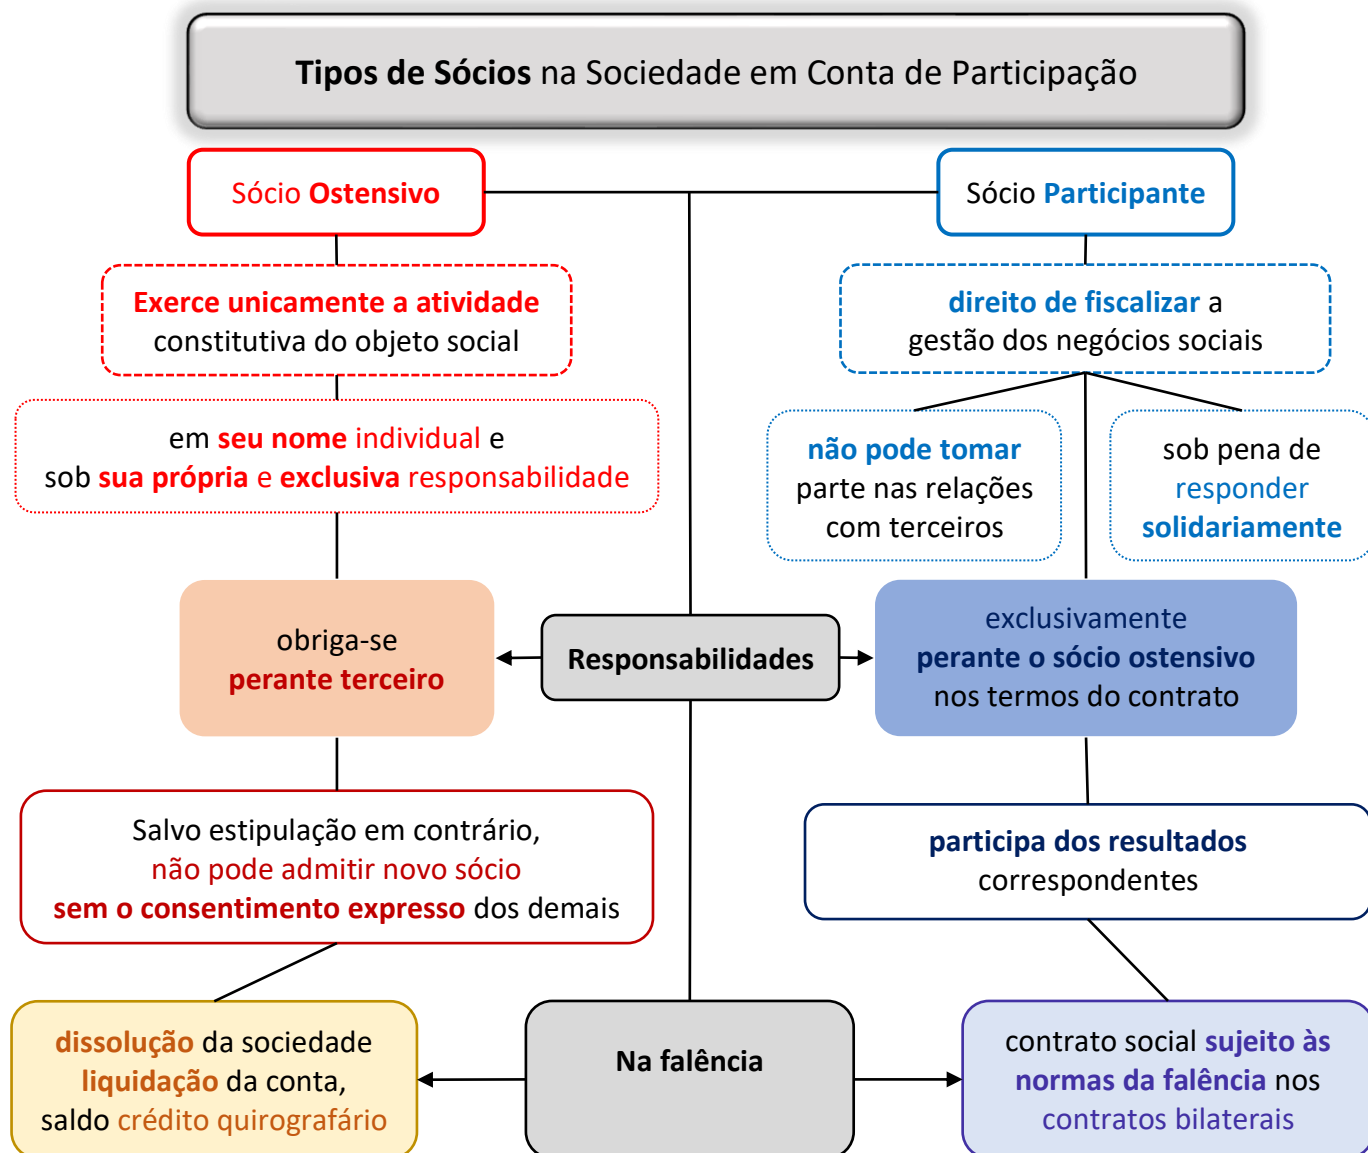 Tipos de Sócios na Sociedade em Conta de Participação
Sócio Ostensivo
Sócio Participante
Exerce unicamente a atividade
constitutiva do objeto social
direito de fiscalizar a
gestão dos negócios sociais
em seu nome individual e
sob sua própria e exclusiva responsabilidade
não pode tomar
parte nas relações
com terceiros
sob pena de
responder
solidariamente
obriga-se
perante terceiro
Responsabilidades
exclusivamente
perante o sócio ostensivo
nos termos do contrato
Salvo estipulação em contrário,
não pode admitir novo sócio
sem o consentimento expresso dos demais
participa dos resultados
correspondentes
dissolução da sociedade
liquidação da conta,
saldo crédito quirografário
Na falência
contrato social sujeito às
normas da falência nos
contratos bilaterais